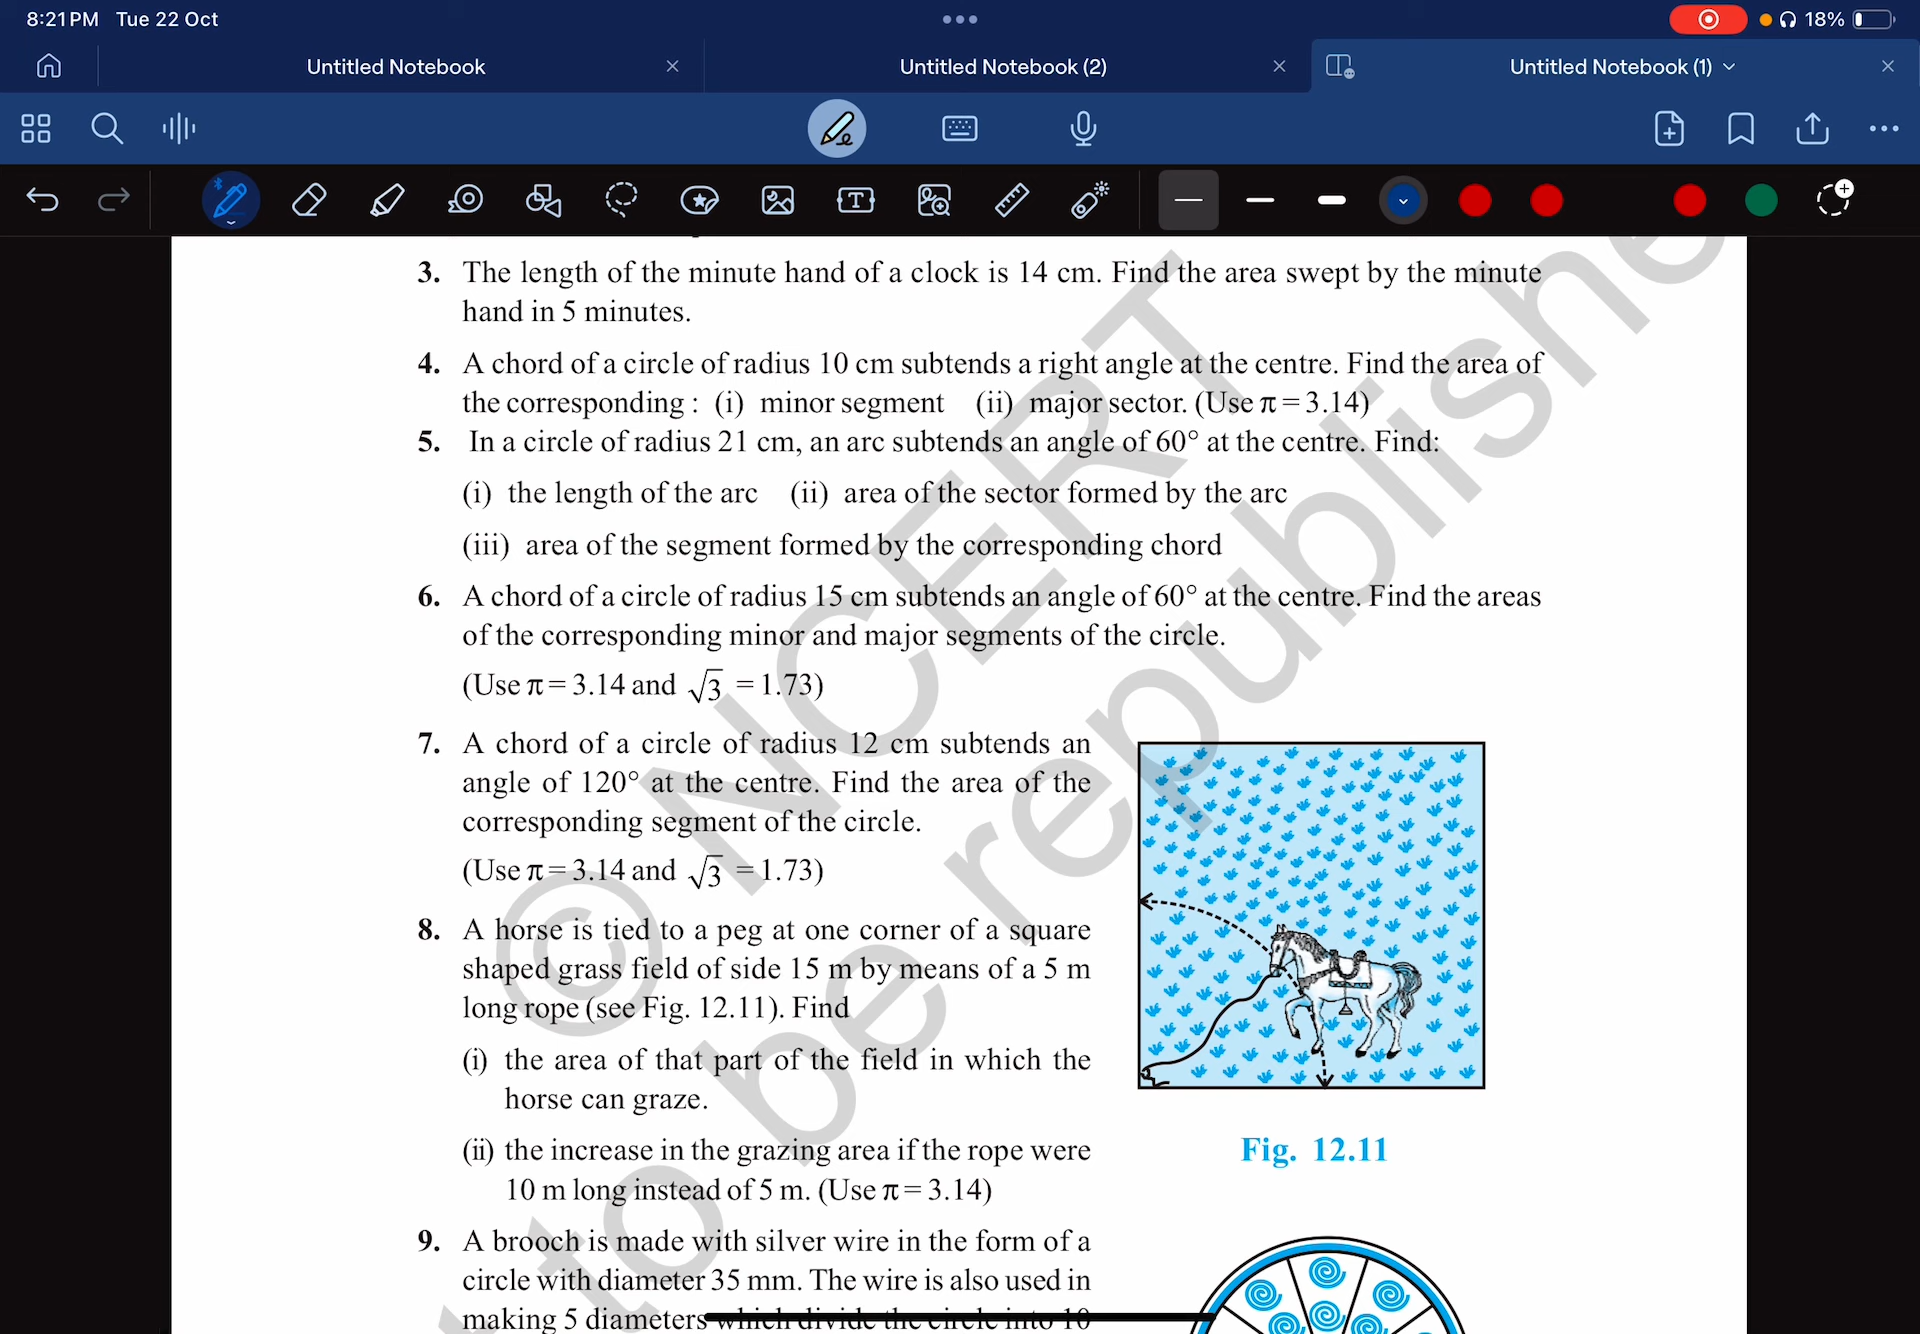 8:21 PM Tue 22 Oct
18%
Untitled Notebook
Untitled Notebook (2)
Untitled Notebook (1)
3. The length of the minute hand of a clock is 14 cm. Find the area swept by the minute
hand in 5 minutes.
4. A chord of a circle of radius 10 cm subtends a right angle at the centre. Find the area of
the corresponding : (i) minor segment (ii) major sector. (Use π = 3.14)
5. In a circle of radius 21 cm, an arc subtends an angle of 60° at the centre. Find:
(i) the length of the arc (ii) area of the sector formed by the arc
(iii) area of the segment formed by the corresponding chord
6. A chord of a circle of radius 15 cm subtends an angle of 60° at the centre. Find the areas
of the corresponding minor and major segments of the circle.
(Use π = 3.14 and √3 = 1.73)
7. A chord of a circle of radius 12 cm subtends an
angle of 120° at the centre. Find the area of the
corresponding segment of the circle.
(Use π = 3.14 and √3 = 1.73)
8. A horse is tied to a peg at one corner of a square
shaped grass field of side 15 m by means of a 5 m
long rope (see Fig. 12.11). Find
(i) the area of that part of the field in which the
horse can graze.
(ii) the increase in the grazing area if the rope were
10 m long instead of 5 m. (Use π = 3.14)
Fig. 12.11
9. A brooch is made with silver wire in the form of a
circle with diameter 35 mm. The wire is also used in
making 5 diameters which divide the circle into 10
© NCERT
to be republishe